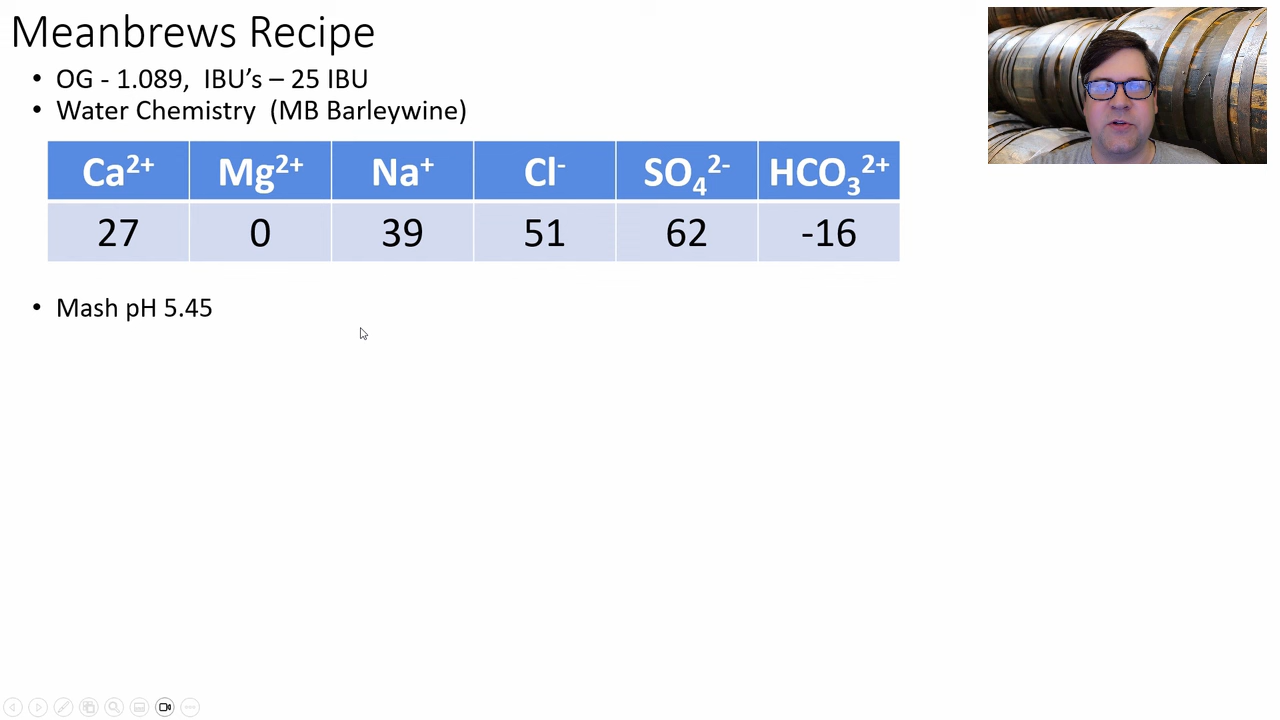 Meanbrews Recipe
• OG - 1.089, IBU’s – 25 IBU
• Water Chemistry (MB Barleywine)
Ca2+ Mg2+ Na+ Cl- SO42- HCO32+
27 0 39 51 62 -16
• Mash pH 5.45